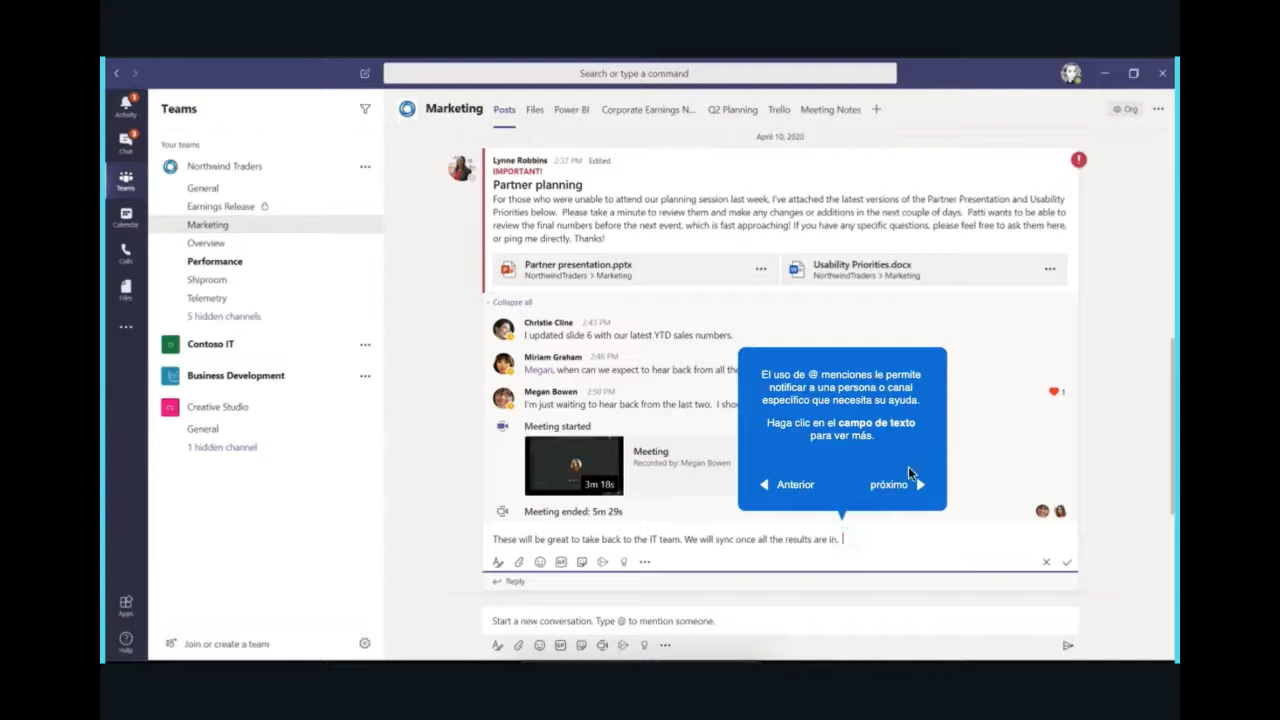 Search or type a command
Activity
Chat
Teams
Calendar
Calls
Files
Apps
Help
Teams
Your teams
Northwind Traders
General
Earnings Release
Marketing
Overview
Performance
Shiproom
Telemetry
5 hidden channels
Contoso IT
Business Development
CS
Creative Studio
General
1 hidden channel
Join or create a team
Marketing Posts Files Power BI Corporate Earnings N... Q2 Planning Trello Meeting Notes
Org
April 10, 2020
Lynne Robbins 2:37 PM Edited
IMPORTANT!
Partner planning
For those who were unable to attend our planning session last week, I've attached the latest versions of the Partner Presentation and Usability
Priorities below. Please take a minute to review them and make any changes or additions in the next couple of days. Patti wants to be able to
review the final numbers before the next event, which is fast approaching! If you have any specific questions, please feel free to ask them here,
or ping me directly. Thanks!
Partner presentation.pptx
NorthwindTraders > Marketing
Usability Priorities.docx
NorthwindTraders > Marketing
Collapse all
Christie Cline 2:43 PM
I updated slide 6 with our latest YTD sales numbers.
Miriam Graham 2:46 PM
Megan, when can we expect to hear back from all the
Megan Bowen 2:50 PM
I'm just waiting to hear back from the last two. I sho
1
Meeting started
3m 18s
Meeting
Recorded by: Megan Bowen
Meeting ended: 5m 29s
El uso de @ menciones le permite
notificar a una persona o canal
específico que necesita su ayuda.
Haga clic en el campo de texto
para ver más.
Anterior próximo
These will be great to take back to the IT team. We will sync once all the results are in.
Reply
Start a new conversation. Type @ to mention someone.